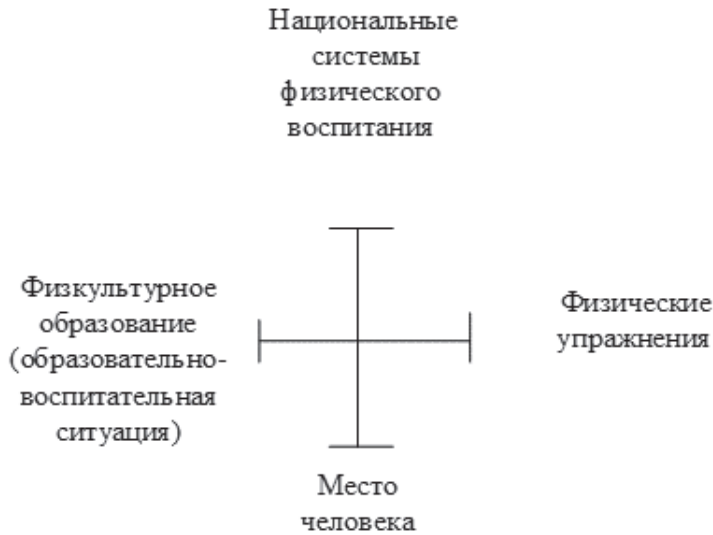 Национальные
системы
физического
воспитания
Физкультурное
образование
(образовательно-
воспитательная
ситуация)
Физические
упражнения
Место
человека